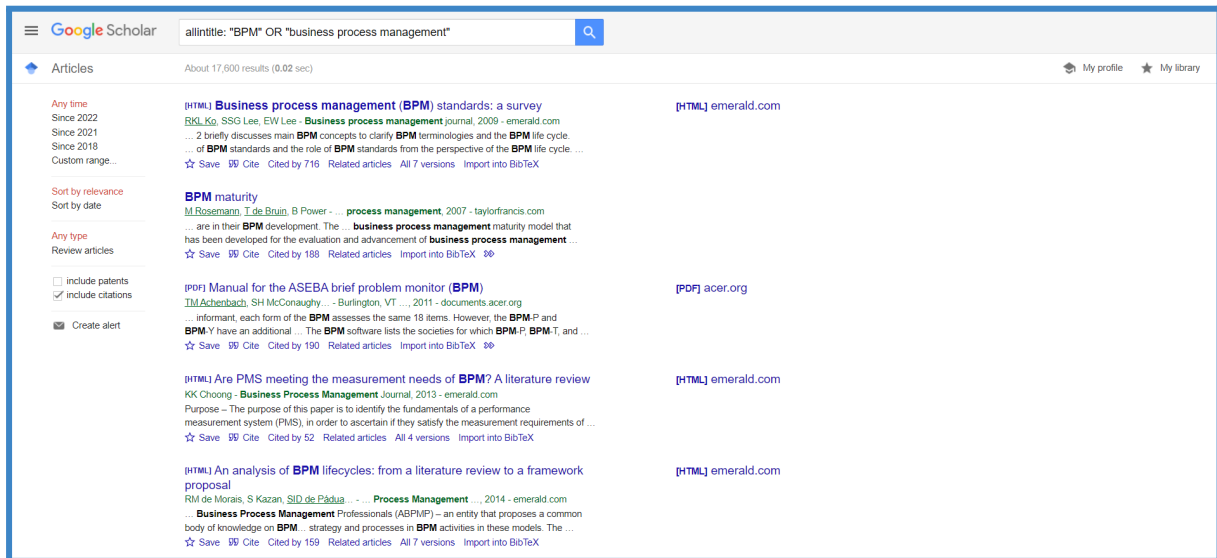 Google Scholar
allintitle: "BPM" OR "business process management"
Articles
About 17,600 results (0.02 sec)
My profile
My library
Any time
Since 2022
Since 2021
Since 2018
Custom range...
Sort by relevance
Sort by date
Any type
Review articles
include patents
include citations
Create alert
[HTML] Business process management (BPM) standards: a survey
RKL Ko, SSG Lee, EW Lee - Business process management journal, 2009 - emerald.com
... 2 briefly discusses main BPM concepts to clarify BPM terminologies and the BPM life cycle.
... of BPM standards and the role of BPM standards from the perspective of the BPM life cycle. ...
Save Cite Cited by 716 Related articles All 7 versions Import into BibTeX
[HTML] emerald.com
BPM maturity
M Rosemann, T de Bruin, B Power - ... process management, 2007 - taylorfrancis.com
... are in their BPM development. The ... business process management maturity model that
has been developed for the evaluation and advancement of business process management ...
Save Cite Cited by 188 Related articles Import into BibTeX
[PDF] Manual for the ASEBA brief problem monitor (BPM)
TM Achenbach, SH McConaughy... - Burlington, VT ..., 2011 - documents.acer.org
... informant, each form of the BPM assesses the same 18 items. However, the BPM-P and
BPM-Y have an additional ... The BPM software lists the societies for which BPM-P, BPM-T, and ...
Save Cite Cited by 190 Related articles Import into BibTeX
[PDF] acer.org
[HTML] Are PMS meeting the measurement needs of BPM? A literature review
KK Choong - Business Process Management Journal, 2013 - emerald.com
Purpose – The purpose of this paper is to identify the fundamentals of a performance
measurement system (PMS), in order to ascertain if they satisfy the measurement requirements of ...
Save Cite Cited by 52 Related articles All 4 versions Import into BibTeX
[HTML] emerald.com
[HTML] An analysis of BPM lifecycles: from a literature review to a framework
proposal
RM de Morais, S Kazan, SID de Pádua... - ... Process Management ..., 2014 - emerald.com
... Business Process Management Professionals (ABPMP) – an entity that proposes a common
body of knowledge on BPM... strategy and processes in BPM activities in these models. The ...
Save Cite Cited by 159 Related articles All 7 versions Import into BibTeX
[HTML] emerald.com